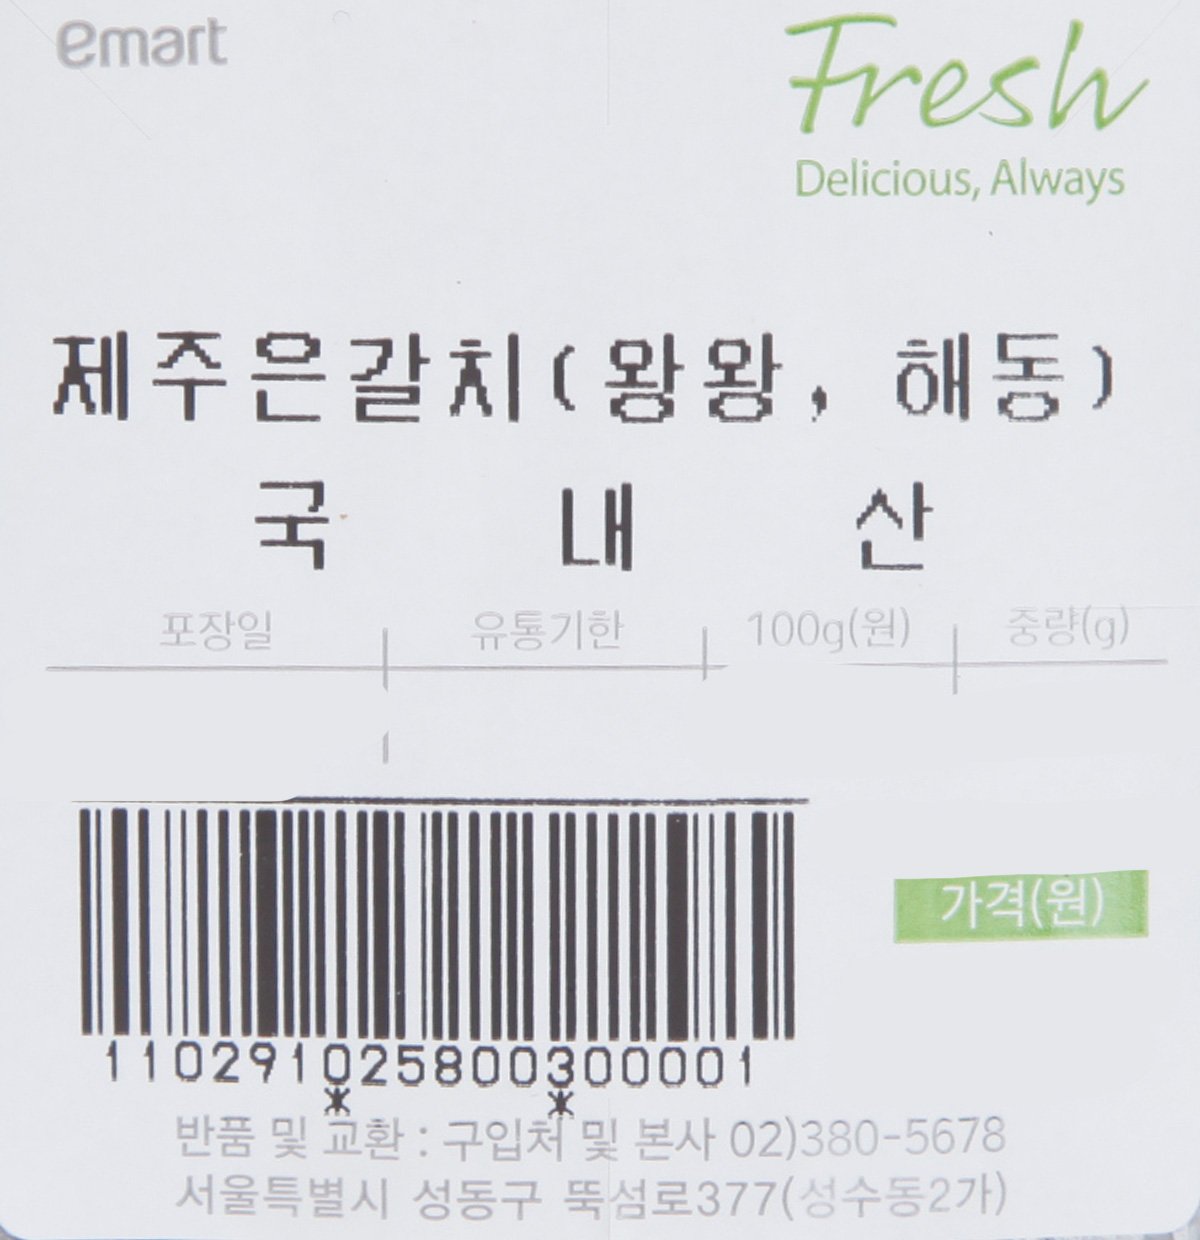 emart
Fresh
Delicious, Always
제주은갈치(왕왕, 해동)
국 내 산
포장일 유통기한 100g(원) 중량(g)
가격(원)
110291025800300001
* *
반품 및 교환 : 구입처 및 본사 02)380-5678
서울특별시 성동구 뚝섬로377(성수동2가)